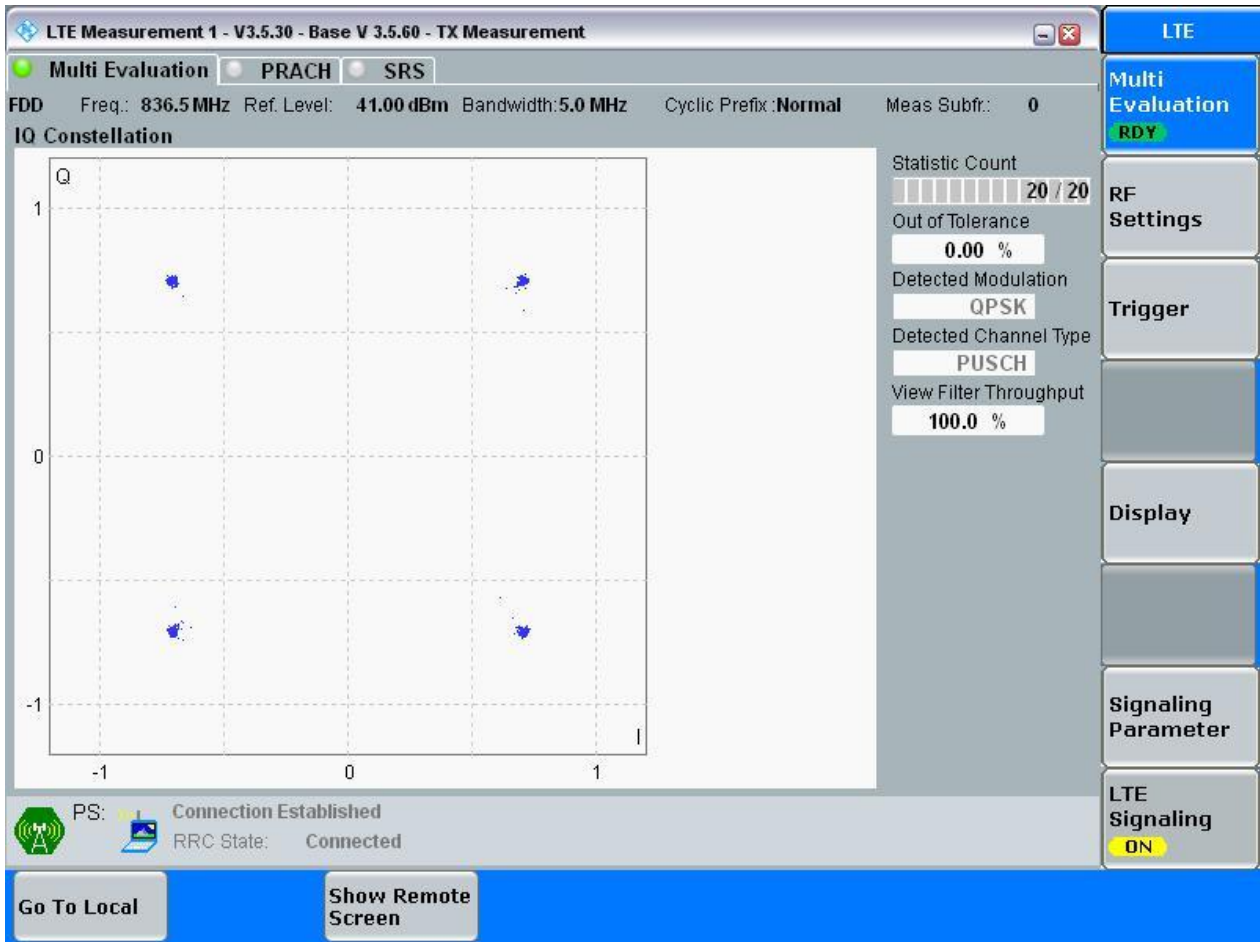 LTE Measurement 1 - V3.5.30 - Base V 3.5.60 - TX Measurement
LTE
Multi Evaluation PRACH SRS
Multi
Evaluation
RDY
FDD Freq.: 836.5 MHz Ref. Level: 41.00 dBm Bandwidth: 5.0 MHz Cyclic Prefix : Normal Meas Subfr.: 0
IQ Constellation
Q
1
0
-1
-1 0 1
I
Statistic Count
20 / 20
Out of Tolerance
0.00 %
Detected Modulation
QPSK
Detected Channel Type
PUSCH
View Filter Throughput
100.0 %
RF
Settings
Trigger
Display
Signaling
Parameter
LTE
Signaling
ON
PS: Connection Established
RRC State: Connected
Go To Local
Show Remote
Screen